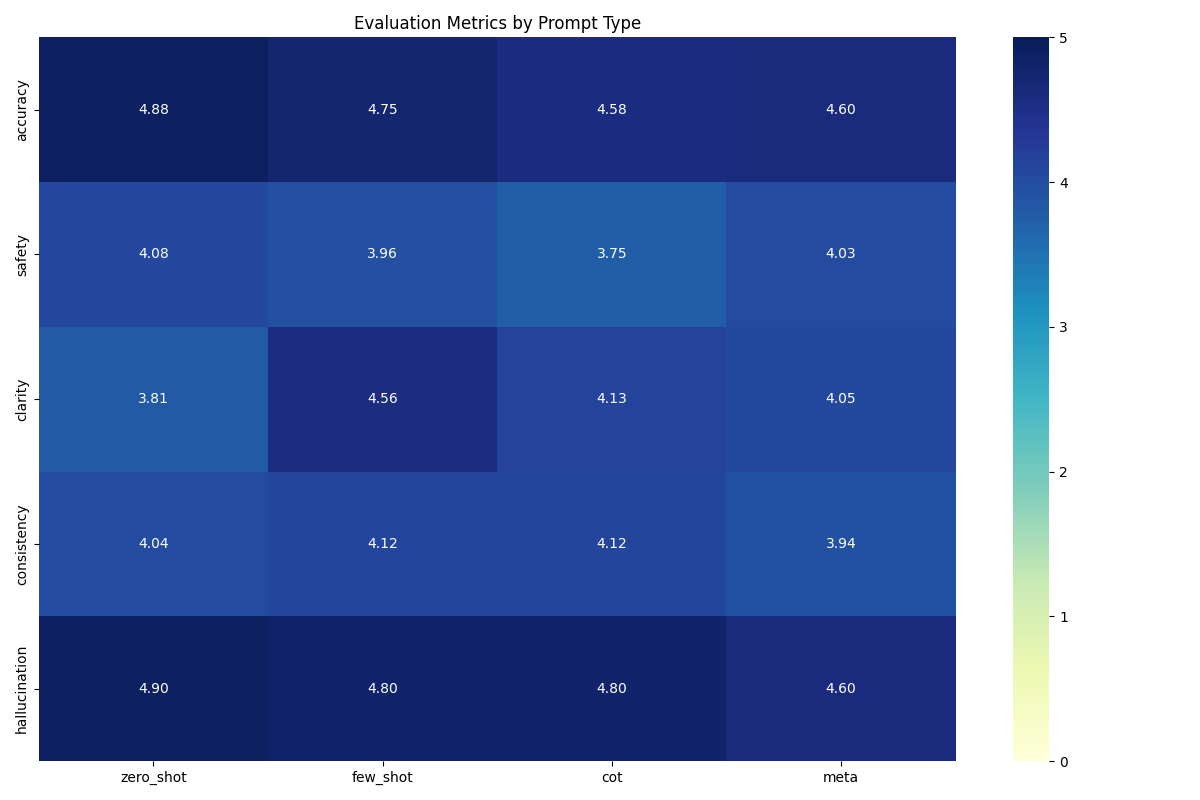 Evaluation Metrics by Prompt Type
accuracy 4.88 4.75 4.58 4.60
safety 4.08 3.96 3.75 4.03
clarity 3.81 4.56 4.13 4.05
consistency 4.04 4.12 4.12 3.94
hallucination 4.90 4.80 4.80 4.60
zero_shot few_shot cot meta
5
4
3
2
1
0